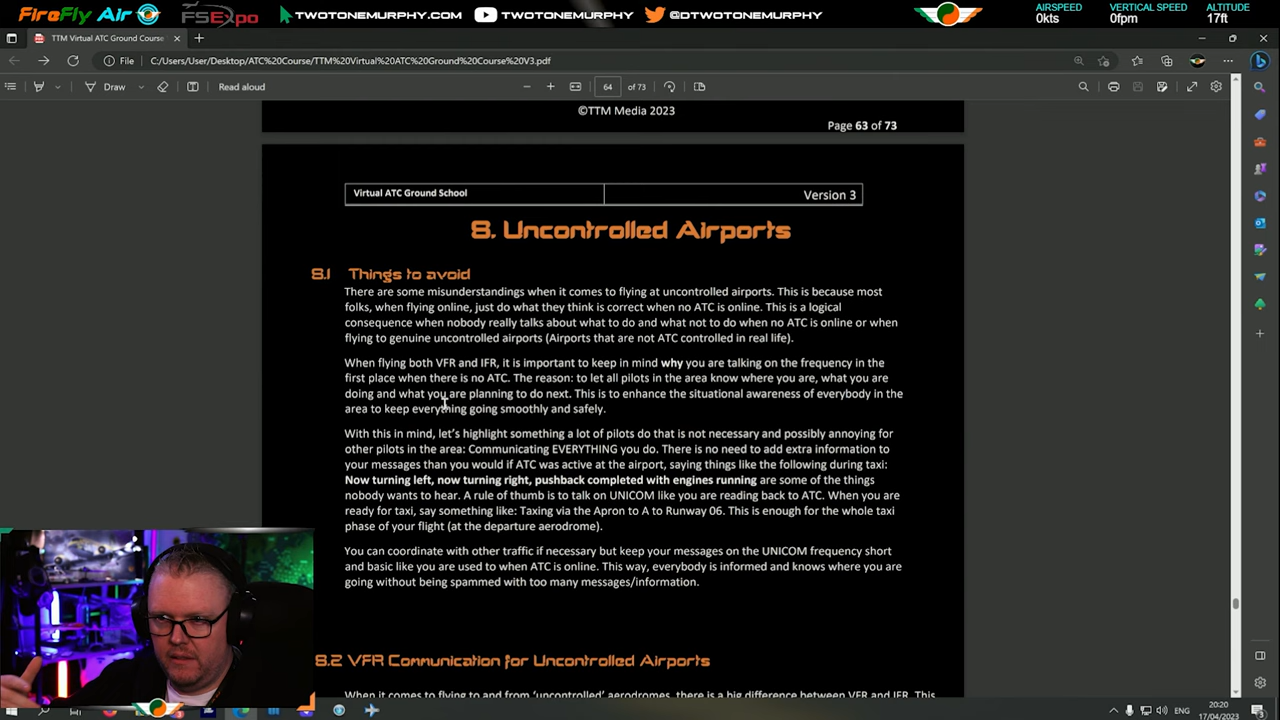 FireFly Air
FSExpo
TWOTONEMURPHY.COM
TWOTONEMURPHY
@DTWOTONEMURPHY
AIRSPEED
0kts
VERTICAL SPEED
0fpm
ALTITUDE
17ft
TTM Virtual ATC Ground Course
File
C:/Users/User/Desktop/ATC%20Course/TTM%20Virtual%20ATC%20Ground%20Course%20V3.pdf
Draw
Read aloud
64
of 73
©TTM Media 2023
Page 63 of 73
Virtual ATC Ground School
Version 3
8. Uncontrolled Airports
8.1 Things to avoid
There are some misunderstandings when it comes to flying at uncontrolled airports. This is because most
folks, when flying online, just do what they think is correct when no ATC is online. This is a logical
consequence when nobody really talks about what to do and what not to do when no ATC is online or when
flying to genuine uncontrolled airports (Airports that are not ATC controlled in real life).
When flying both VFR and IFR, it is important to keep in mind why you are talking on the frequency in the
first place when there is no ATC. The reason: to let all pilots in the area know where you are, what you are
doing and what you are planning to do next. This is to enhance the situational awareness of everybody in the
area to keep everything going smoothly and safely.
With this in mind, let's highlight something a lot of pilots do that is not necessary and possibly annoying for
other pilots in the area: Communicating EVERYTHING you do. There is no need to add extra information to
your messages than you would if ATC was active at the airport, saying things like the following during taxi:
Now turning left, now turning right, pushback completed with engines running are some of the things
nobody wants to hear. A rule of thumb is to talk on UNICOM like you are reading back to ATC. When you are
ready for taxi, say something like: Taxing via the Apron to A to Runway 06. This is enough for the whole taxi
phase of your flight (at the departure aerodrome).
You can coordinate with other traffic if necessary but keep your messages on the UNICOM frequency short
and basic like you are used to when ATC is online. This way, everybody is informed and knows where you are
going without being spammed with too many messages/information.
8.2 VFR Communication for Uncontrolled Airports
When it comes to flying to and from 'uncontrolled' aerodromes, there is a big difference between VFR and IFR. This
ENG
20:20
17/04/2023